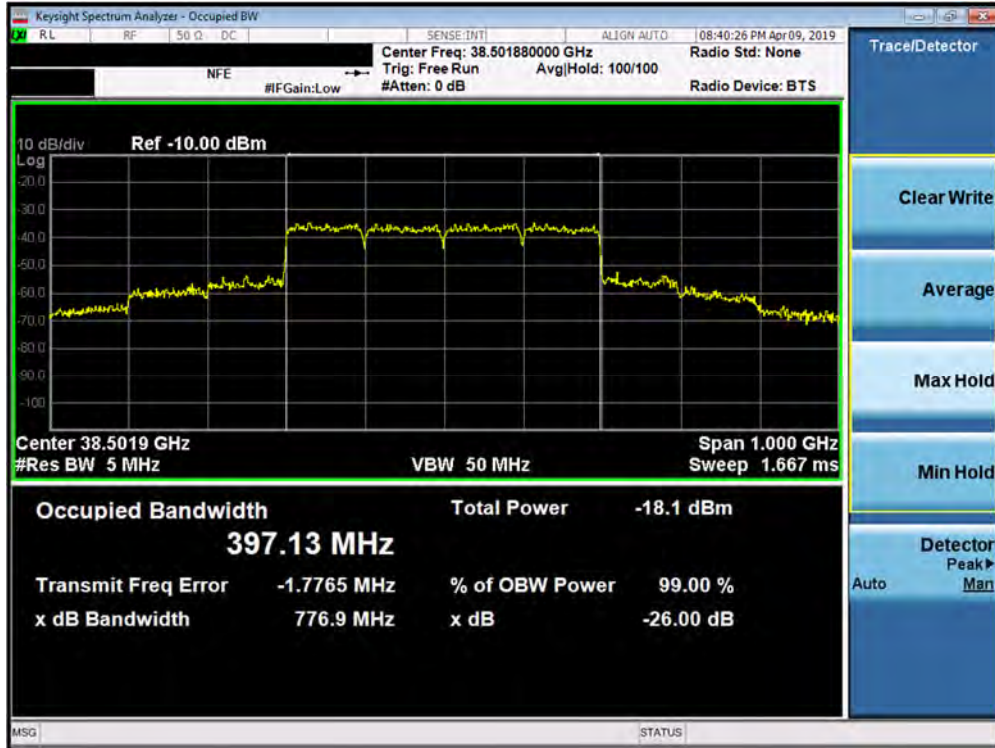 Keysight Spectrum Analyzer - Occupied BW
LXI RL RF 50 Ω DC SENSE:INT ALIGN AUTO 08:40:26 PM Apr 09, 2019
Center Freq: 38.501880000 GHz Radio Std: None
NFE Trig: Free Run Avg|Hold: 100/100
#IFGain:Low #Atten: 0 dB Radio Device: BTS
10 dB/div Ref -10.00 dBm
Log
-20.0
-30.0
-40.0
-50.0
-60.0
-70.0
-80.0
-90.0
-100
Center 38.5019 GHz Span 1.000 GHz
#Res BW 5 MHz VBW 50 MHz Sweep 1.667 ms
Occupied Bandwidth Total Power -18.1 dBm
397.13 MHz
Transmit Freq Error -1.7765 MHz % of OBW Power 99.00 %
x dB Bandwidth 776.9 MHz x dB -26.00 dB
MSG STATUS
Trace/Detector
Clear Write
Average
Max Hold
Min Hold
Detector
Peak▶
Auto Man